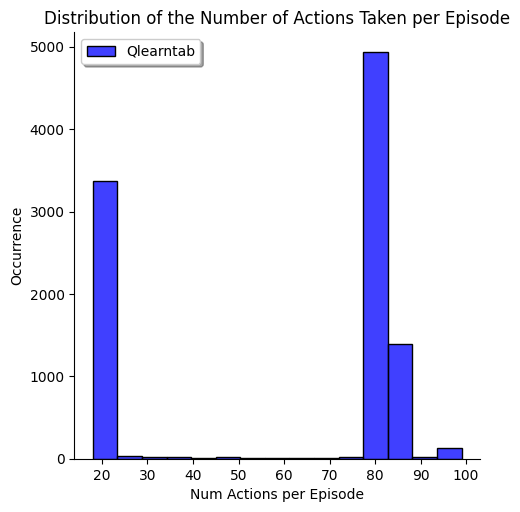 Distribution of the Number of Actions Taken per Episode
Qlearntab
5000
4000
3000
2000
1000
0
Occurrence
20 30 40 50 60 70 80 90 100
Num Actions per Episode